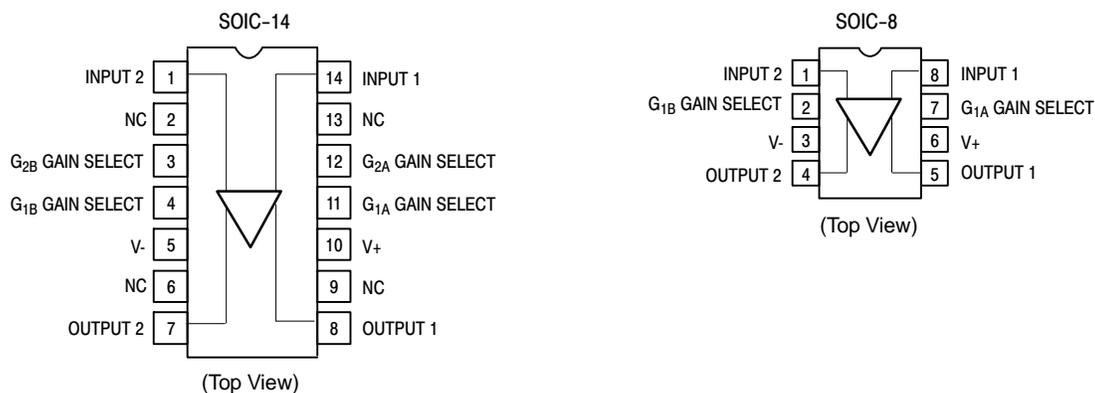 SOIC-14
INPUT 2 1 14 INPUT 1
NC 2 13 NC
G2B GAIN SELECT 3 12 G2A GAIN SELECT
G1B GAIN SELECT 4 11 G1A GAIN SELECT
V- 5 10 V+
NC 6 9 NC
OUTPUT 2 7 8 OUTPUT 1
(Top View)
SOIC-8
INPUT 2 1 8 INPUT 1
G1B GAIN SELECT 2 7 G1A GAIN SELECT
V- 3 6 V+
OUTPUT 2 4 5 OUTPUT 1
(Top View)